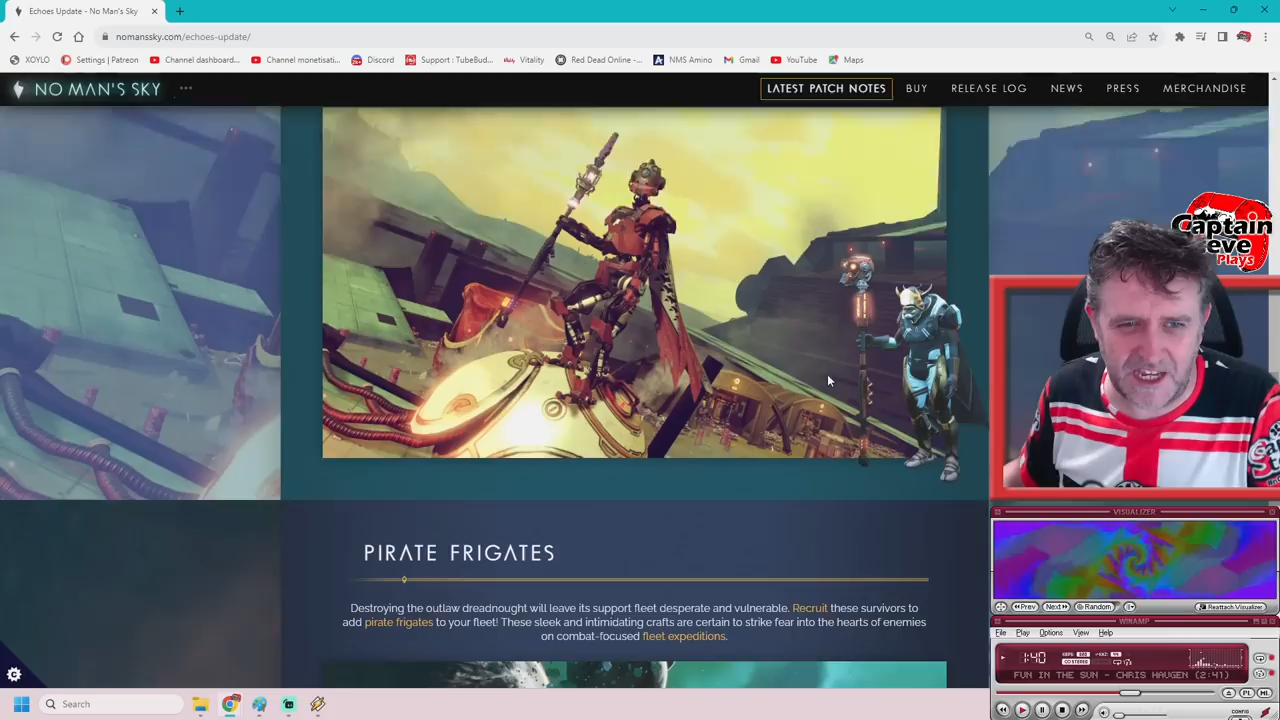 Echoes Update - No Man's Sky
nomanssky.com/echoes-update/
XOYLO
Settings | Patreon
Channel dashboard...
Channel monetisati...
Discord
Support : TubeBud...
Vitality
Red Dead Online -...
NMS Amino
Gmail
YouTube
Maps
NO MAN'S SKY
LATEST PATCH NOTES
BUY
RELEASE LOG
NEWS
PRESS
MERCHANDISE
Captain
eve
Plays
PIRATE FRIGATES
Destroying the outlaw dreadnought will leave its support fleet desperate and vulnerable. Recruit these survivors to
add pirate frigates to your fleet! These sleek and intimidating crafts are certain to strike fear into the hearts of enemies
on combat-focused fleet expeditions.
VISUALIZER
Prev
Next
Random
Reattach Visualizer
WINAMP
File Play Options View Help
1:40
STEREO
FUN IN THE SUN - CHRIS HAUGEN (2:41)
PL
ML
CONFIG
Search